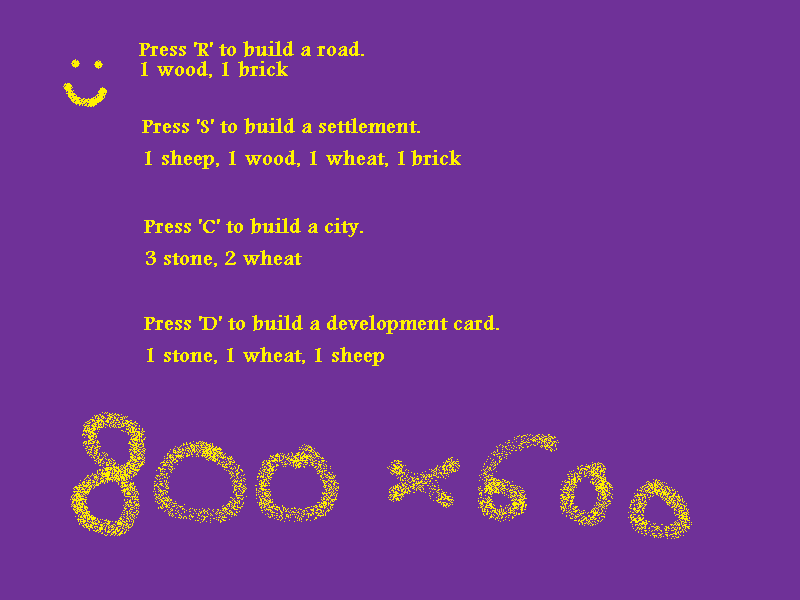 Press 'R' to build a road.
1 wood, 1 brick
Press 'S' to build a settlement.
1 sheep, 1 wood, 1 wheat, 1 brick
Press 'C' to build a city.
3 stone, 2 wheat
Press 'D' to build a development card.
1 stone, 1 wheat, 1 sheep
800 x 600